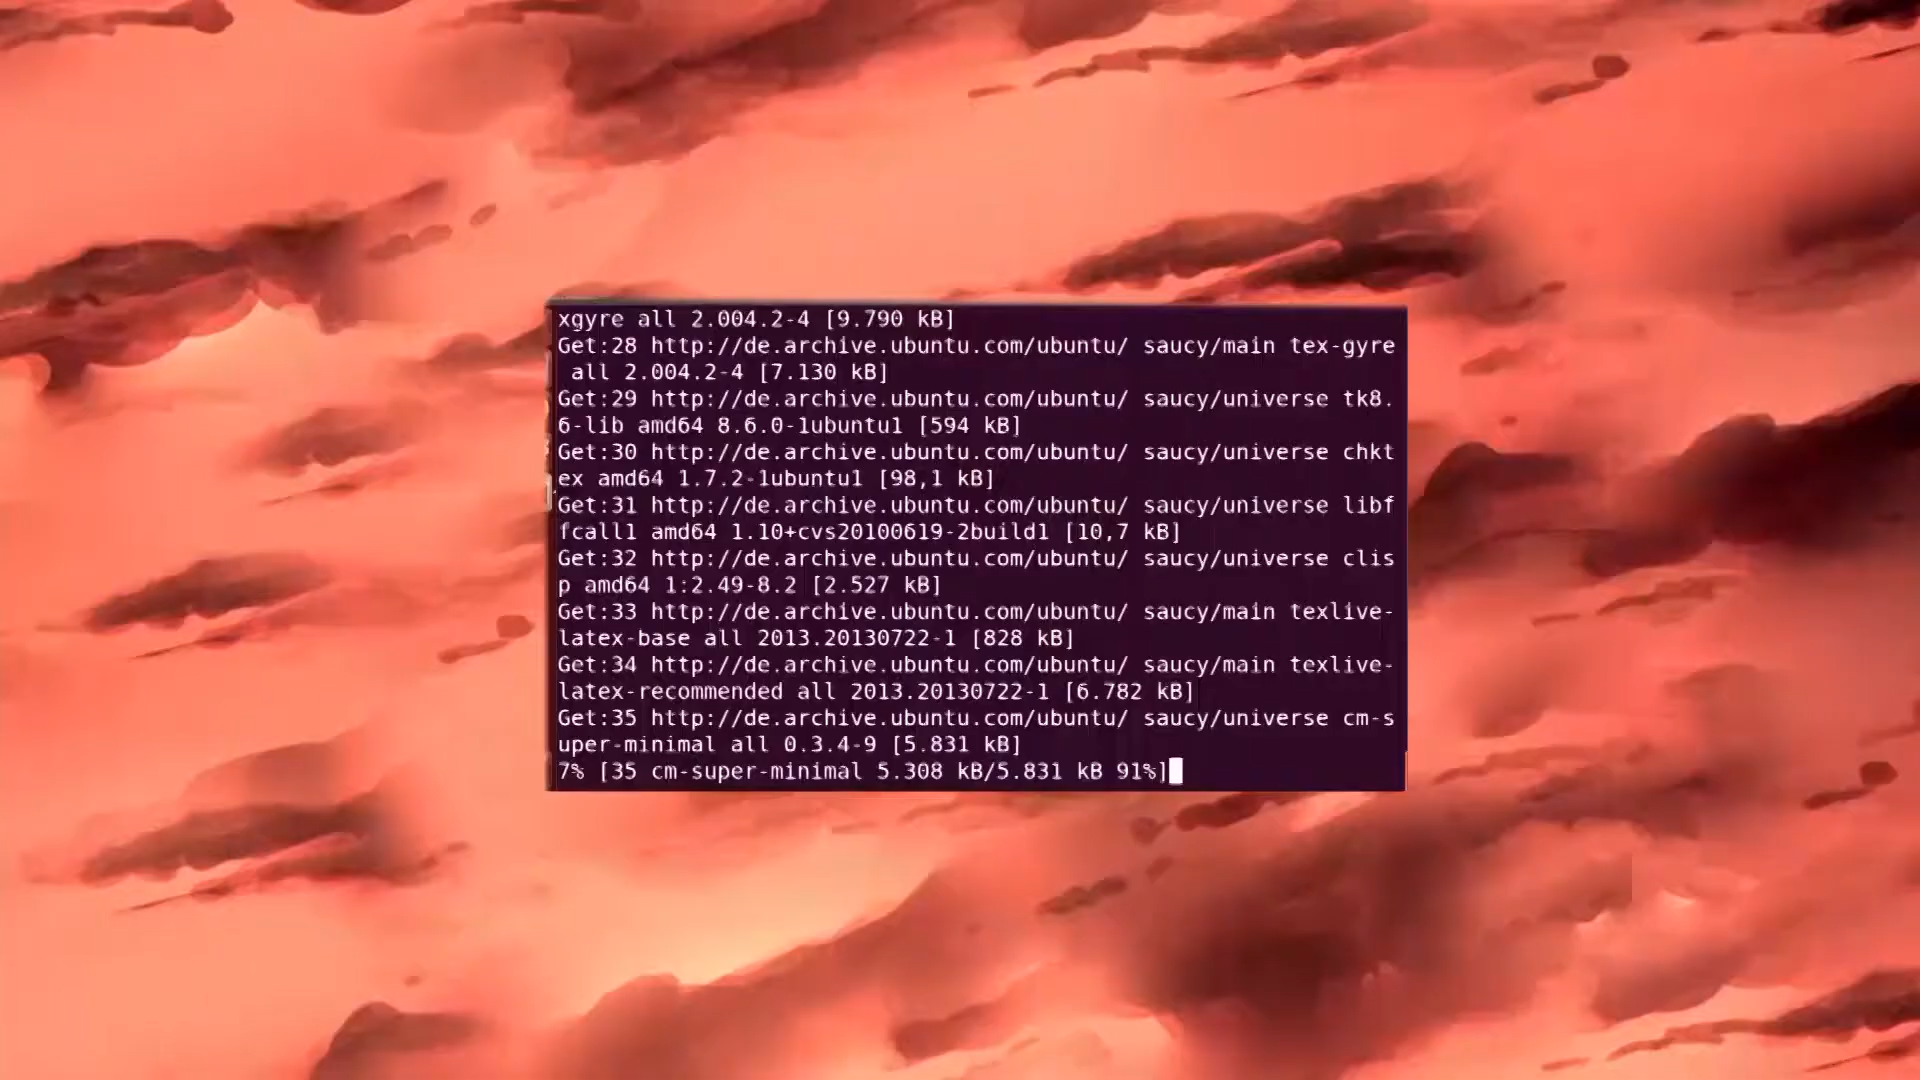 xgyre all 2.004.2-4 [9.790 kB]
Get:28 http://de.archive.ubuntu.com/ubuntu/ saucy/main tex-gyre
 all 2.004.2-4 [7.130 kB]
Get:29 http://de.archive.ubuntu.com/ubuntu/ saucy/universe tk8.
6-lib amd64 8.6.0-1ubuntu1 [594 kB]
Get:30 http://de.archive.ubuntu.com/ubuntu/ saucy/universe chkt
ex amd64 1.7.2-1ubuntu1 [98,1 kB]
Get:31 http://de.archive.ubuntu.com/ubuntu/ saucy/universe libf
fcall1 amd64 1.10+cvs20100619-2build1 [10,7 kB]
Get:32 http://de.archive.ubuntu.com/ubuntu/ saucy/universe clis
p amd64 1:2.49-8.2 [2.527 kB]
Get:33 http://de.archive.ubuntu.com/ubuntu/ saucy/main texlive-
latex-base all 2013.20130722-1 [828 kB]
Get:34 http://de.archive.ubuntu.com/ubuntu/ saucy/main texlive-
latex-recommended all 2013.20130722-1 [6.782 kB]
Get:35 http://de.archive.ubuntu.com/ubuntu/ saucy/universe cm-s
uper-minimal all 0.3.4-9 [5.831 kB]
7% [35 cm-super-minimal 5.308 kB/5.831 kB 91%]